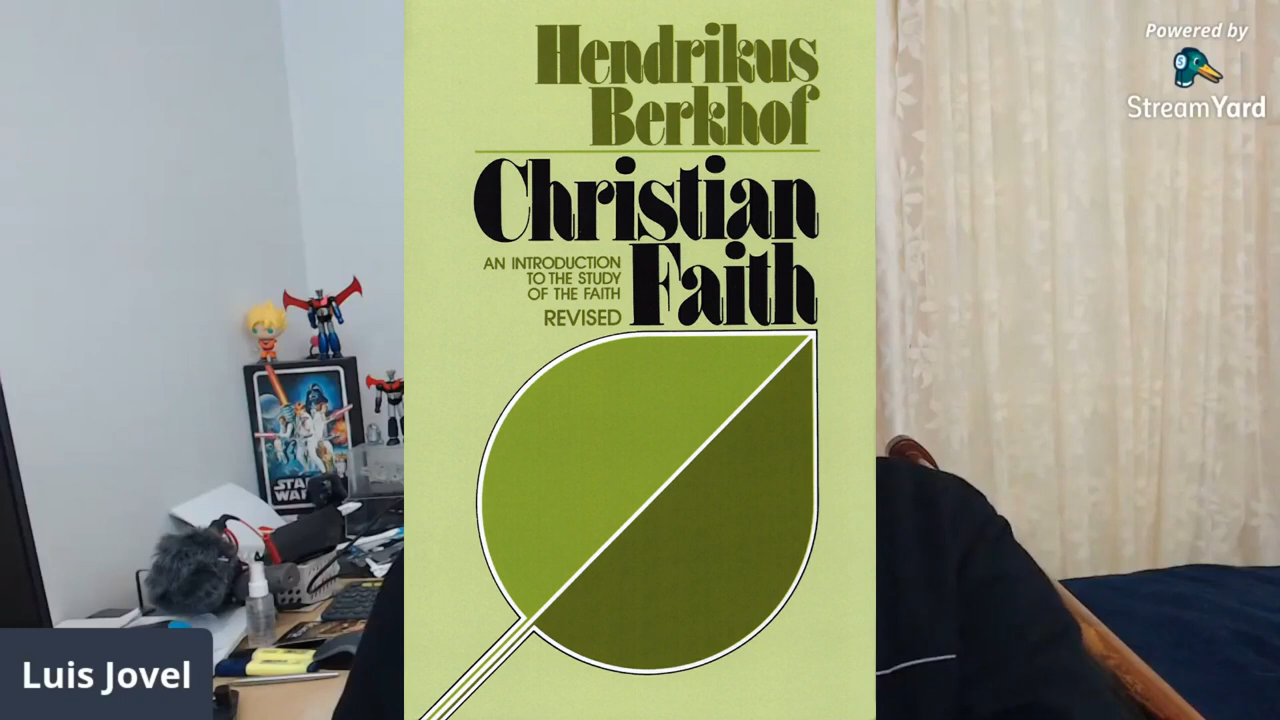 Powered by
StreamYard
Hendrikus
Berkhof
Christian
Faith
AN INTRODUCTION
TO THE STUDY
OF THE FAITH
REVISED
STAR
WARS
Luis Jovel